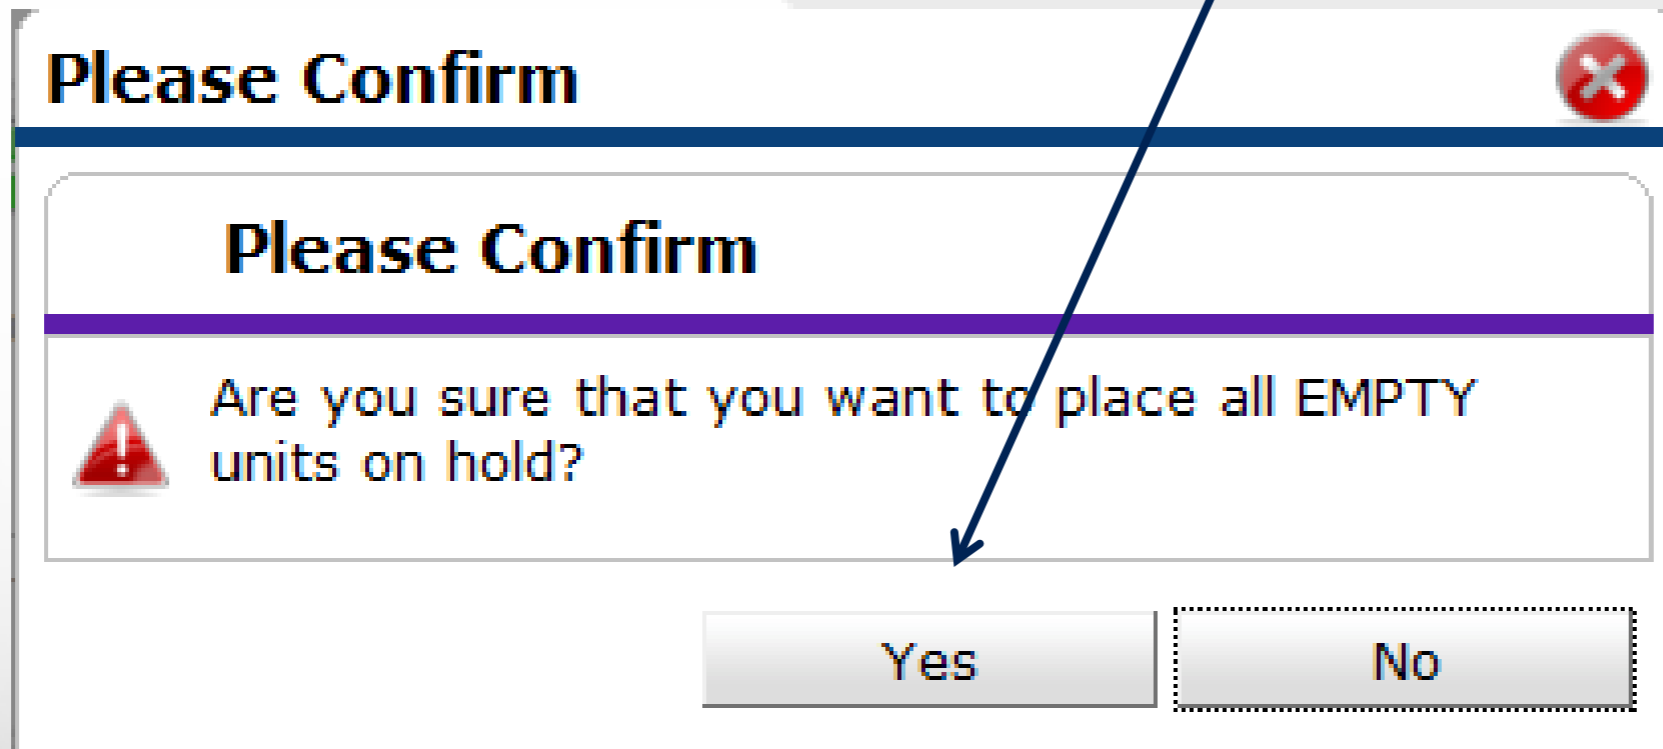 Please Confirm
Please Confirm
Are you sure that you want to place all EMPTY
units on hold?
Yes
No